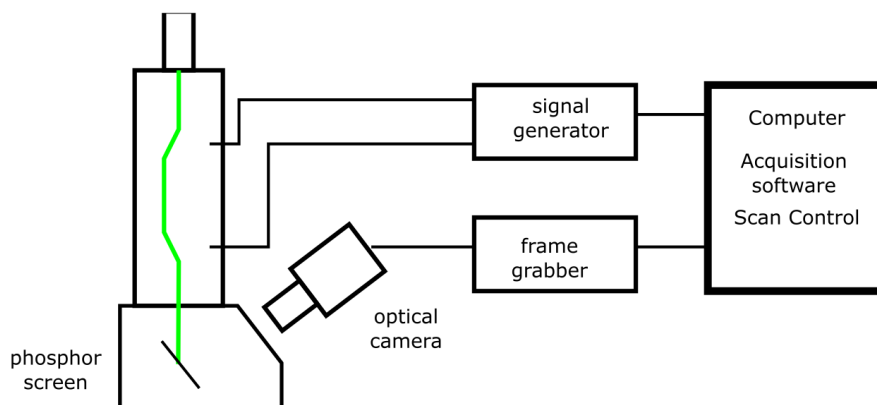 signal
generator
Computer
Acquisition
software
Scan Control
frame
grabber
optical
camera
phosphor
screen